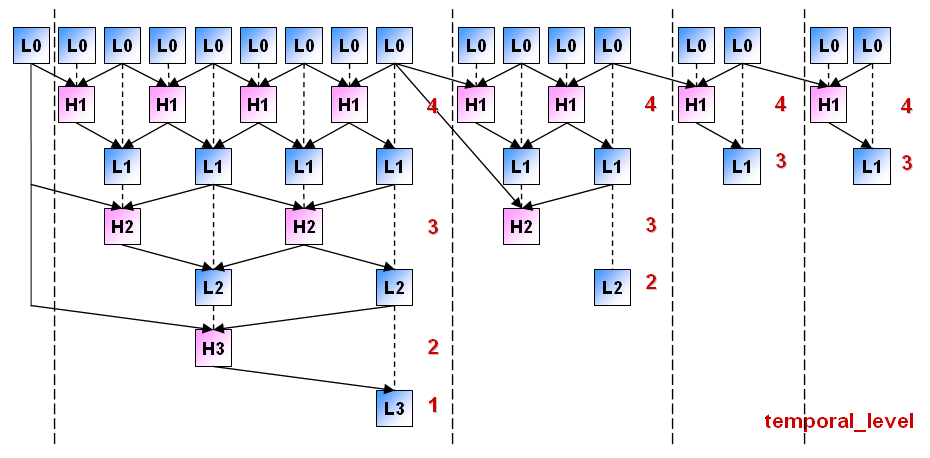 L0 L0 L0 L0 L0 L0 L0 L0 L0 L0 L0 L0 L0 L0 L0 L0 L0
H1 H1 H1 H1 4 H1 H1 4 H1 4 H1 4
L1 L1 L1 L1 L1 L1 L1 3 L1 3
H2 H2 3 H2 3
L2 L2 L2 2
H3 2
L3 1
temporal_level